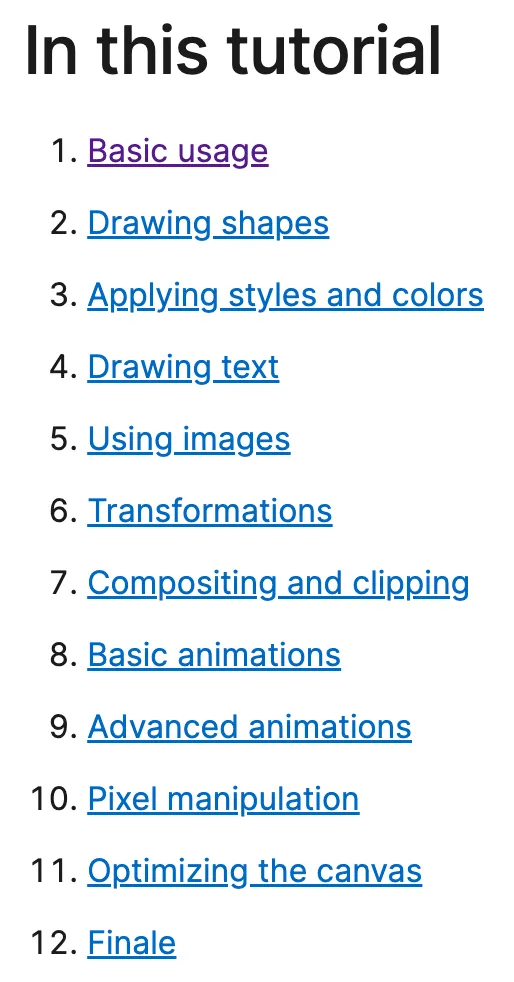 In this tutorial
1. Basic usage
2. Drawing shapes
3. Applying styles and colors
4. Drawing text
5. Using images
6. Transformations
7. Compositing and clipping
8. Basic animations
9. Advanced animations
10. Pixel manipulation
11. Optimizing the canvas
12. Finale